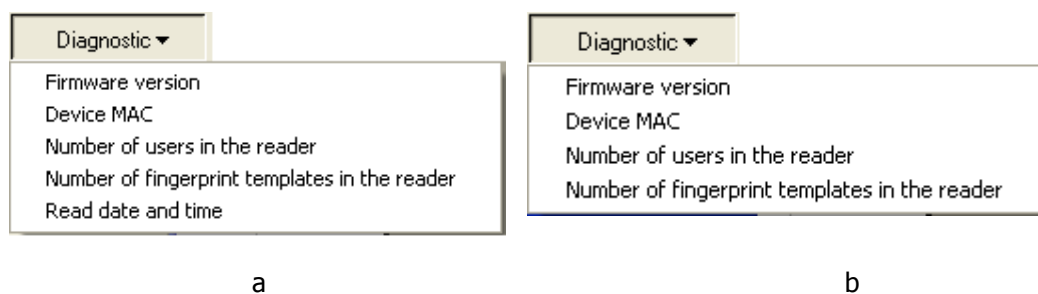 Diagnostic
Firmware version
Device MAC
Number of users in the reader
Number of fingerprint templates in the reader
Read date and time
a
Diagnostic
Firmware version
Device MAC
Number of users in the reader
Number of fingerprint templates in the reader
b